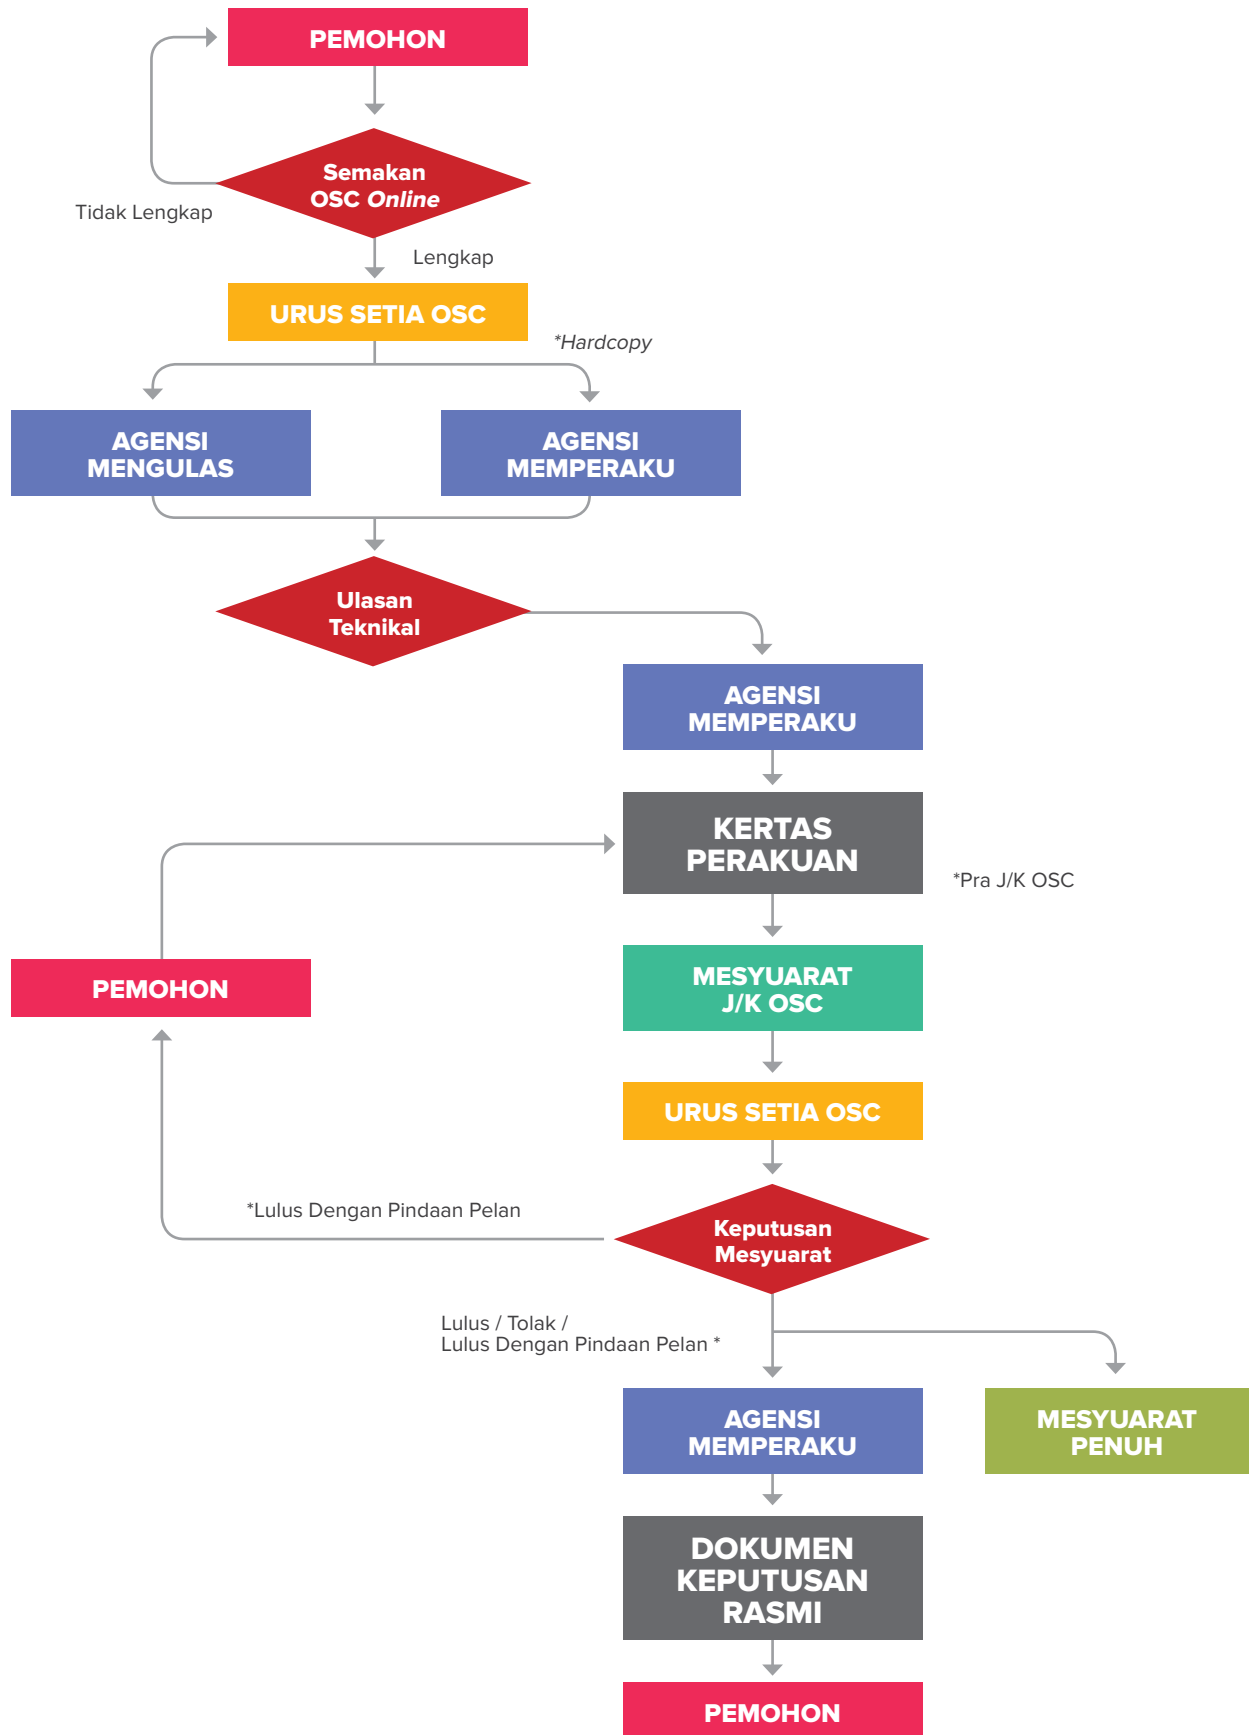 PEMOHON
Semakan
OSC Online
Tidak Lengkap
Lengkap
URUS SETIA OSC
*Hardcopy
AGENSI
MENGULAS
AGENSI
MEMPERAKU
Ulasan
Teknikal
AGENSI
MEMPERAKU
KERTAS
PERAKUAN
*Pra J/K OSC
PEMOHON
MESYUARAT
J/K OSC
URUS SETIA OSC
*Lulus Dengan Pindaan Pelan
Keputusan
Mesyuarat
Lulus / Tolak /
Lulus Dengan Pindaan Pelan *
AGENSI
MEMPERAKU
MESYUARAT
PENUH
DOKUMEN
KEPUTUSAN
RASMI
PEMOHON